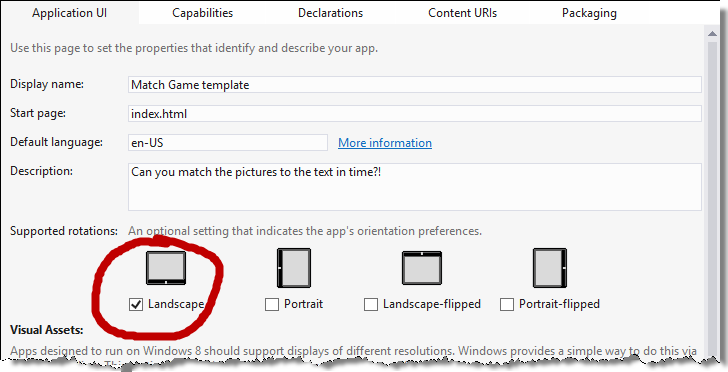 Application UI Capabilities Declarations Content URIs Packaging
Use this page to set the properties that identify and describe your app.
Display name: Match Game template
Start page: index.html
Default language: en-US More information
Description: Can you match the pictures to the text in time?!
Supported rotations: An optional setting that indicates the app's orientation preferences.
Landscape Portrait Landscape-flipped Portrait-flipped
Visual Assets:
Apps designed to run on Windows 8 should support displays of different resolutions. Windows provides a simple way to do this via